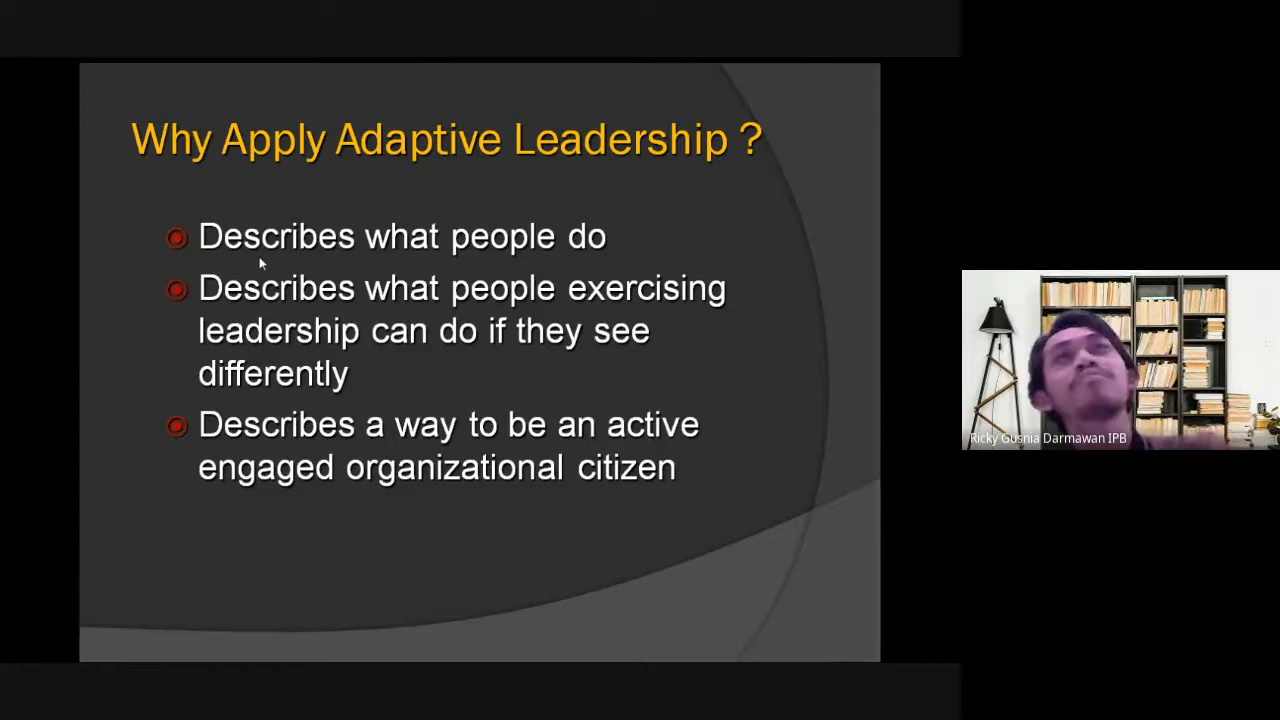 Why Apply Adaptive Leadership ?
Describes what people do
Describes what people exercising
leadership can do if they see
differently
Describes a way to be an active
engaged organizational citizen
Ricky Gusnia Darmawan IPB